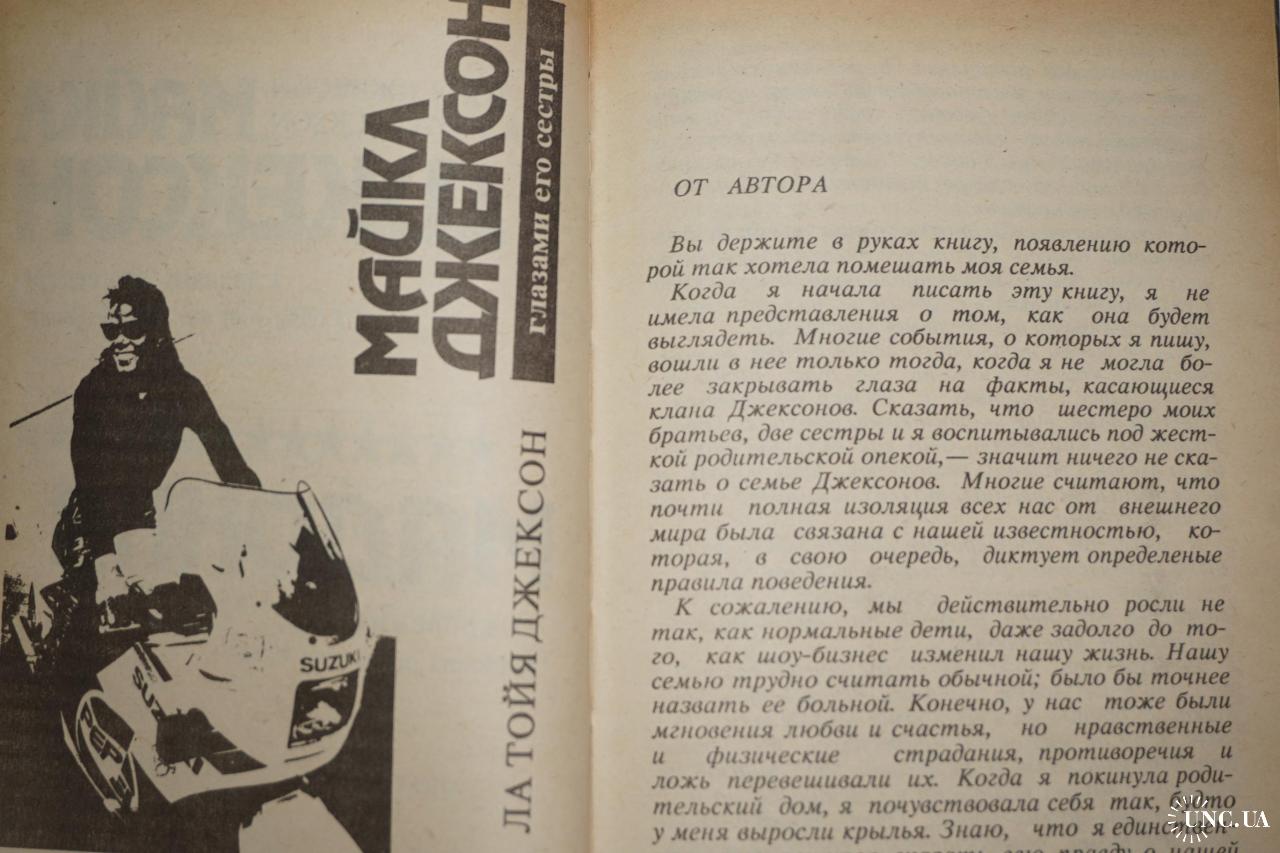 МАЙКЛ
ДЖЕКСОН
глазами его сестры
ЛА ТОЙЯ ДЖЕКСОН
SUZUKI
PEPSI
ОТ АВТОРА
Вы держите в руках книгу, появлению кото-
рой так хотела помешать моя семья.
Когда я начала писать эту книгу, я не
имела представления о том, как она будет
выглядеть. Многие события, о которых я пишу,
вошли в нее только тогда, когда я не могла бо-
лее закрывать глаза на факты, касающиеся
клана Джексонов. Сказать, что шестеро моих
братьев, две сестры и я воспитывались под жест-
кой родительской опекой,— значит ничего не ска-
зать о семье Джексонов. Многие считают, что
почти полная изоляция всех нас от внешнего
мира была связана с нашей известностью, ко-
торая, в свою очередь, диктует определеные
правила поведения.
К сожалению, мы действительно росли не
так, как нормальные дети, даже задолго до то-
го, как шоу-бизнес изменил нашу жизнь. Нашу
семью трудно считать обычной; было бы точнее
назвать ее больной. Конечно, у нас тоже были
мгновения любви и счастья, но нравственные
и физические страдания, противоречия и
ложь перевешивали их. Когда я покинула роди-
тельский дом, я почувствовала себя так, будто
у меня выросли крылья. Знаю, что я единствен-
правду о нашей
UNC.UA